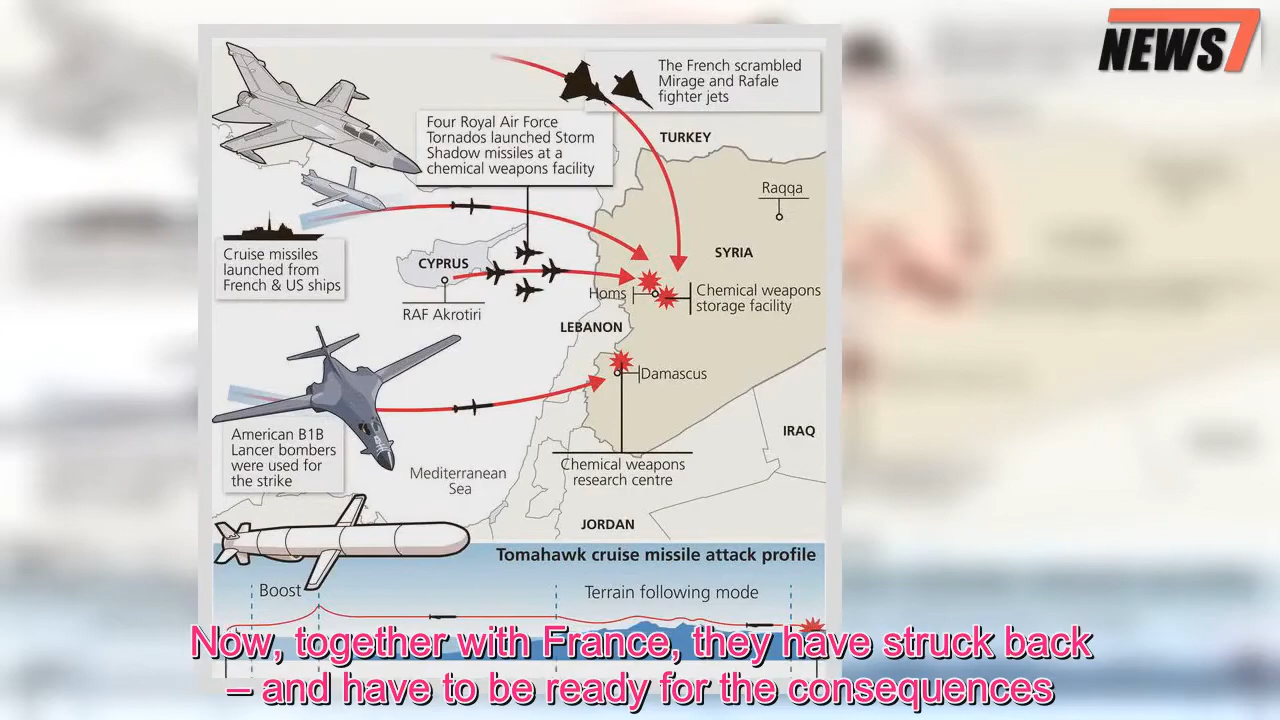 NEWS7
The French scrambled
Mirage and Rafale
fighter jets
Four Royal Air Force
Tornados launched Storm
Shadow missiles at a
chemical weapons facility
TURKEY
Raqqa
SYRIA
Cruise missiles
launched from
French & US ships
CYPRUS
RAF Akrotiri
Homs
Chemical weapons
storage facility
LEBANON
Damascus
American B1B
Lancer bombers
were used for
the strike
IRAQ
Mediterranean
Sea
Chemical weapons
research centre
JORDAN
Tomahawk cruise missile attack profile
Boost
Terrain following mode
Now, together with France, they have struck back
– and have to be ready for the consequences